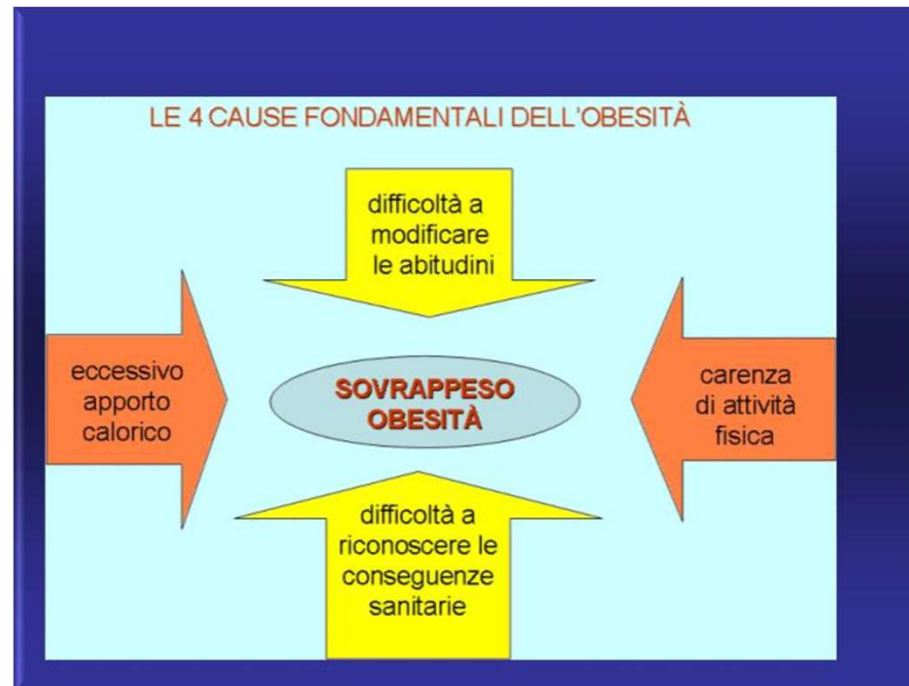 LE 4 CAUSE FONDAMENTALI DELL'OBESITÀ
difficoltà a
modificare
le abitudini
eccessivo
apporto
calorico
SOVRAPPESO
OBESITÀ
carenza
di attività
fisica
difficoltà a
riconoscere le
conseguenze
sanitarie